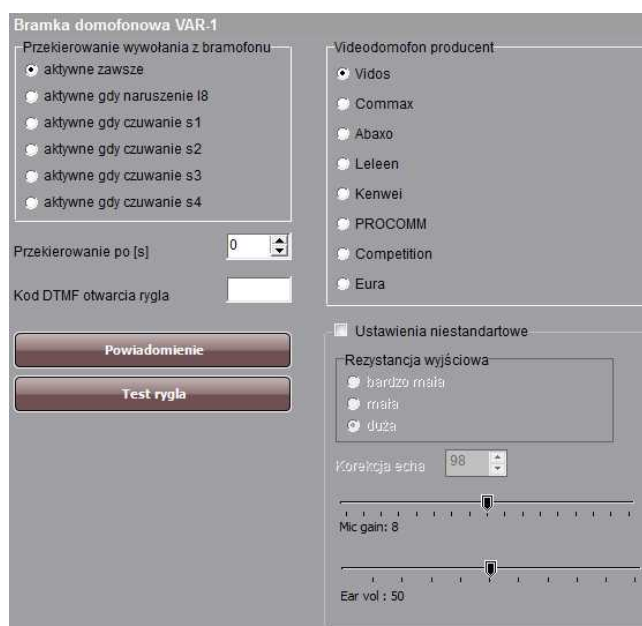 Bramka domofonowa VAR-1
Przekierowanie wywołania z bramofonu
aktywne zawsze
aktywne gdy naruszenie I8
aktywne gdy czuwanie s1
aktywne gdy czuwanie s2
aktywne gdy czuwanie s3
aktywne gdy czuwanie s4
Przekierowanie po [s]
0
Kod DTMF otwarcia rygla
Powiadomienie
Test rygla
Videodomofon producent
Vidos
Commax
Abaxo
Leleen
Kenwei
PROCOMM
Competition
Eura
Ustawienia niestandartowe
Rezystancja wyjściowa
bardzo mała
mała
duża
Korekcja echa
98
Mic gain: 8
Ear vol : 50